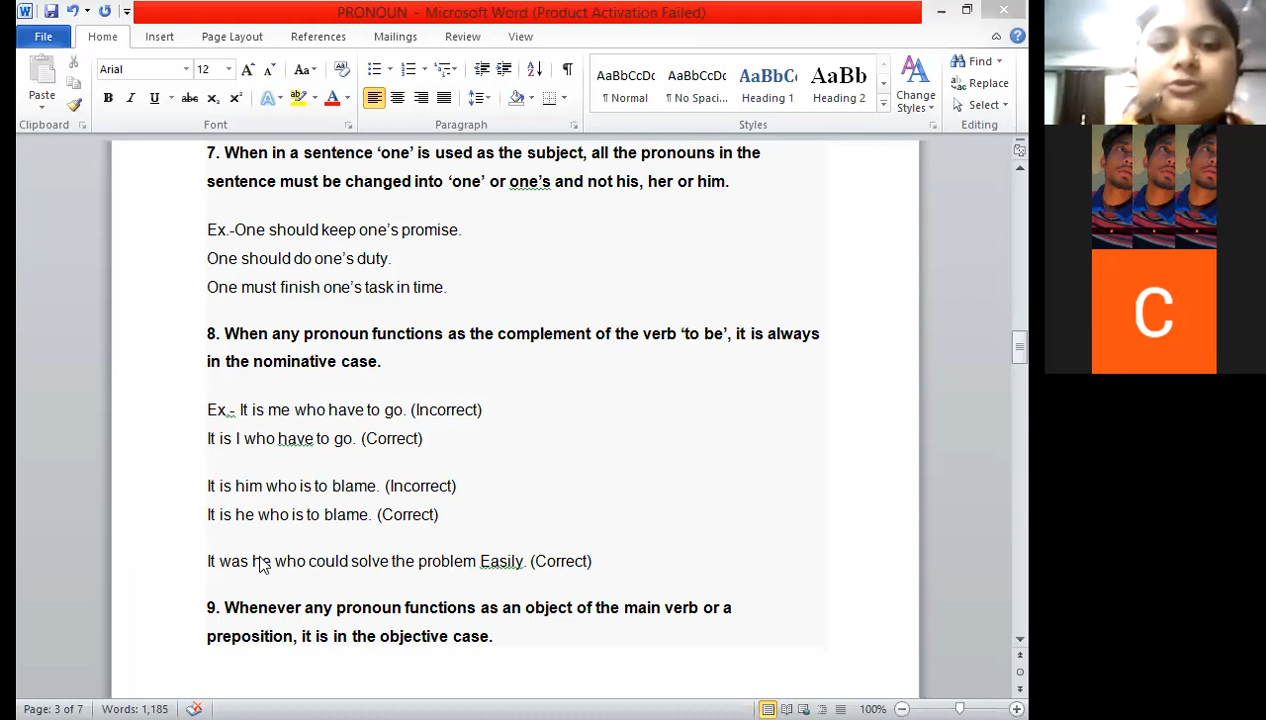 PRONOUN - Microsoft Word (Product Activation Failed)
File Home Insert Page Layout References Mailings Review View
Paste
Clipboard
Arial 12
Font
Paragraph
AaBbCcDc AaBbCcDc AaBbC AaBb
¶ Normal ¶ No Spaci... Heading 1 Heading 2
Styles
Change Styles
Find
Replace
Select
Editing
7. When in a sentence ‘one’ is used as the subject, all the pronouns in the
sentence must be changed into ‘one’ or one’s and not his, her or him.
Ex.-One should keep one’s promise.
One should do one’s duty.
One must finish one’s task in time.
8. When any pronoun functions as the complement of the verb ‘to be’, it is always
in the nominative case.
Ex.- It is me who have to go. (Incorrect)
It is I who have to go. (Correct)
It is him who is to blame. (Incorrect)
It is he who is to blame. (Correct)
It was he who could solve the problem Easily. (Correct)
9. Whenever any pronoun functions as an object of the main verb or a
preposition, it is in the objective case.
Page: 3 of 7 Words: 1,185 100%
C